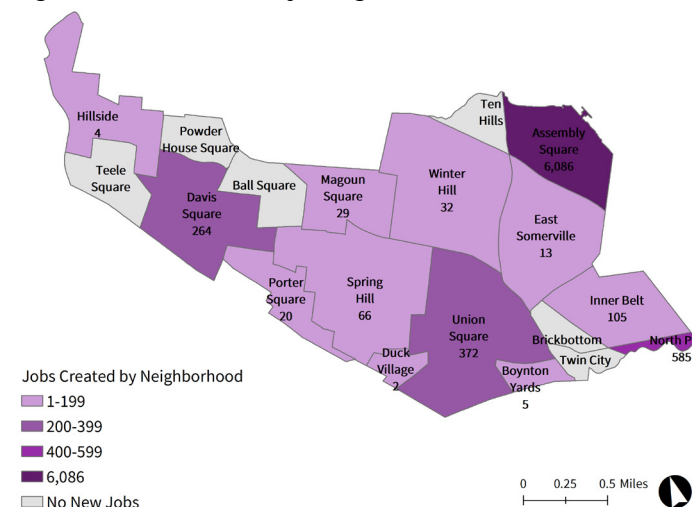 Hillside
4
Teele
Square
Powder
House Square
Davis
Square
264
Ball Square
Magoun
Square
29
Winter
Hill
32
Ten
Hills
Assembly
Square
6,086
East
Somerville
13
Porter
Square
20
Spring
Hill
66
Union
Square
372
Inner Belt
105
Brickbottom
North P
585
Twin City
Duck
Village
2
Boynton
Yards
5
Jobs Created by Neighborhood
1-199
200-399
400-599
6,086
No New Jobs
0 0.25 0.5 Miles